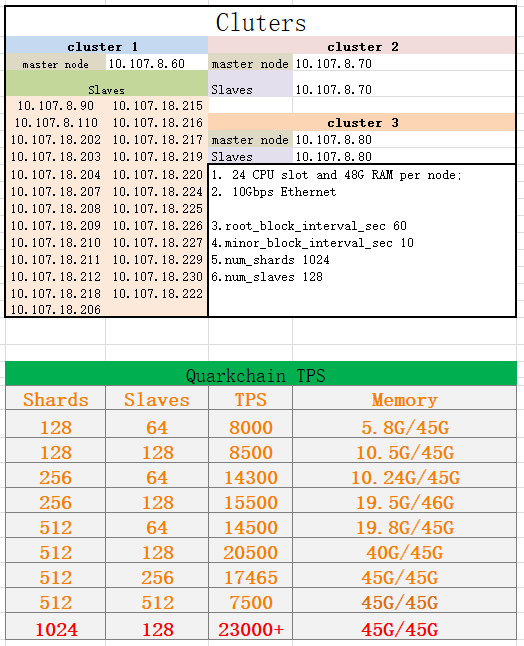 Cluters
cluster 1 cluster 2
master node 10.107.8.60 master node 10.107.8.70
Slaves Slaves 10.107.8.70
10.107.8.90 10.107.18.215
10.107.8.110 10.107.18.216 cluster 3
10.107.18.202 10.107.18.217 master node 10.107.8.80
10.107.18.203 10.107.18.219 Slaves 10.107.8.80
10.107.18.204 10.107.18.220 1. 24 CPU slot and 48G RAM per node;
10.107.18.207 10.107.18.224 2. 10Gbps Ethernet
10.107.18.208 10.107.18.225
10.107.18.209 10.107.18.226 3.root_block_interval_sec 60
10.107.18.210 10.107.18.227 4.minor_block_interval_sec 10
10.107.18.211 10.107.18.229 5.num_shards 1024
10.107.18.212 10.107.18.230 6.num_slaves 128
10.107.18.218 10.107.18.222
10.107.18.206
Quarkchain TPS
Shards Slaves TPS Memory
128 64 8000 5.8G/45G
128 128 8500 10.5G/45G
256 64 14300 10.24G/45G
256 128 15500 19.5G/46G
512 64 14500 19.8G/45G
512 128 20500 40G/45G
512 256 17465 45G/45G
512 512 7500 45G/45G
1024 128 23000+ 45G/45G